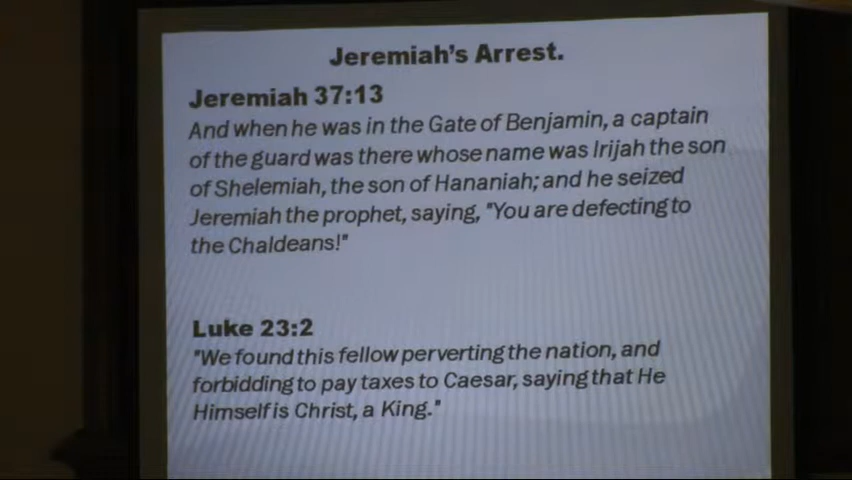 Jeremiah's Arrest.
Jeremiah 37:13
And when he was in the Gate of Benjamin, a captain
of the guard was there whose name was Irijah the son
of Shelemiah, the son of Hananiah; and he seized
Jeremiah the prophet, saying, "You are defecting to
the Chaldeans!"
Luke 23:2
"We found this fellow perverting the nation, and
forbidding to pay taxes to Caesar, saying that He
Himself is Christ, a King."